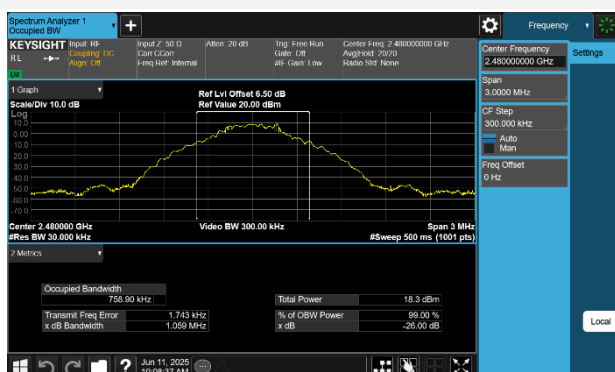 Spectrum Analyzer 1
Occupied BW
Frequency
KEYSIGHT
RL
Input: RF
Coupling: DC
Align: Off
Input Z: 50 Ω
Corr CCorr
Freq Ref: Internal
Atten: 20 dB
Trig: Free Run
Gate: Off
#IF Gain: Low
Center Freq: 2.480000000 GHz
Avg|Hold: 20/20
Radio Std: None
Center Frequency
2.480000000 GHz
Settings
Span
3.0000 MHz
CF Step
300.000 kHz
Auto
Man
Freq Offset
0 Hz
Local
1 Graph
Scale/Div 10.0 dB
Ref Lvl Offset 6.50 dB
Ref Value 20.00 dBm
Log
10.0
0.00
-10.0
-20.0
-30.0
-40.0
-50.0
-60.0
-70.0
Center 2.480000 GHz
#Res BW 30.000 kHz
Video BW 300.00 kHz
Span 3 MHz
#Sweep 500 ms (1001 pts)
2 Metrics
Occupied Bandwidth
758.90 kHz
Total Power
18.3 dBm
Transmit Freq Error
1.743 kHz
% of OBW Power
99.00 %
x dB Bandwidth
1.059 MHz
x dB
-26.00 dB
?
Jun 11, 2025
10:08:37 AM